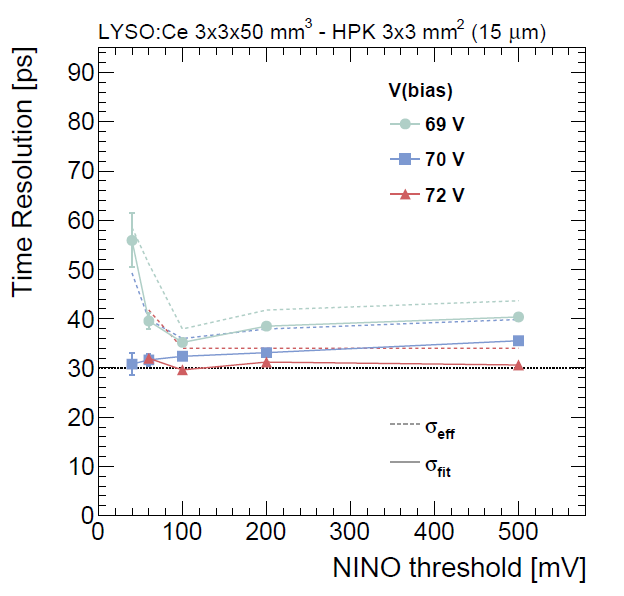 LYSO:Ce 3x3x50 mm³ - HPK 3x3 mm² (15 μm)
Time Resolution [ps]
90
80
70
60
50
40
30
20
10
0
V(bias)
69 V
70 V
72 V
σeff
σfit
0 100 200 300 400 500
NINO threshold [mV]